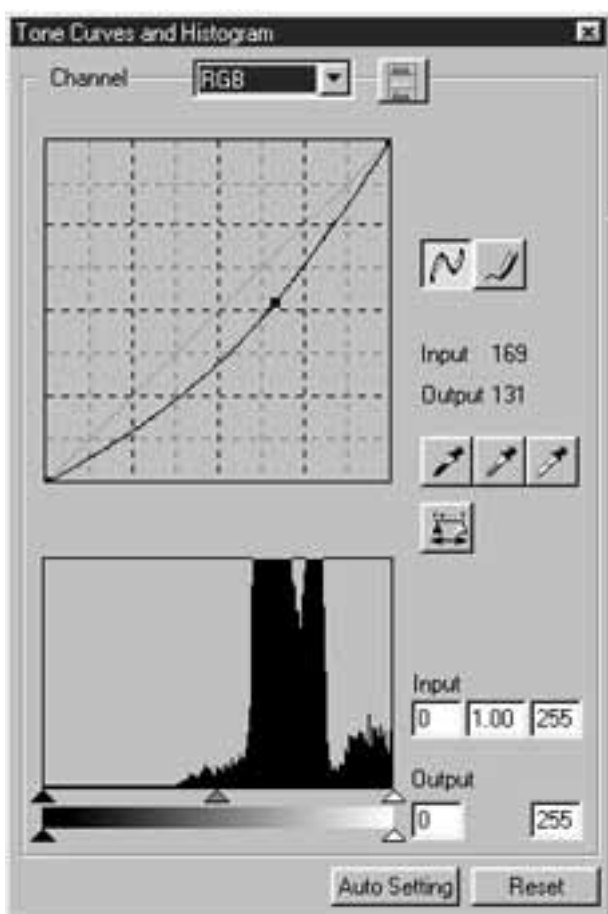 Tone Curves and Histogram
Channel RGB
Input 169
Output 131
Input
0 1.00 255
Output
0 255
Auto Setting Reset